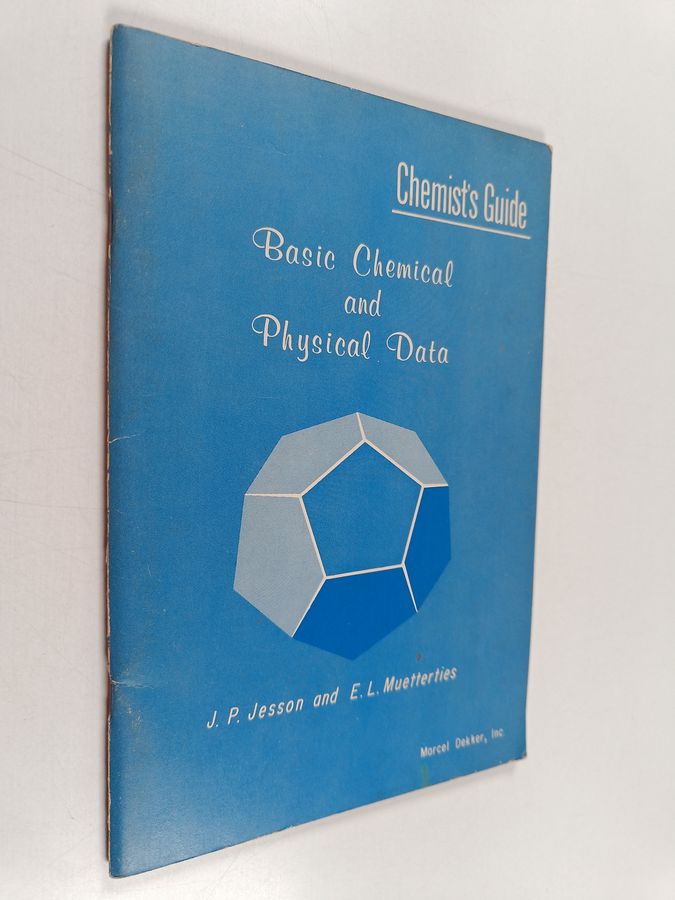 Chemist's Guide
Basic Chemical
and
Physical Data
J. P. Jesson and E. L. Muetterties
Marcel Dekker, Inc.